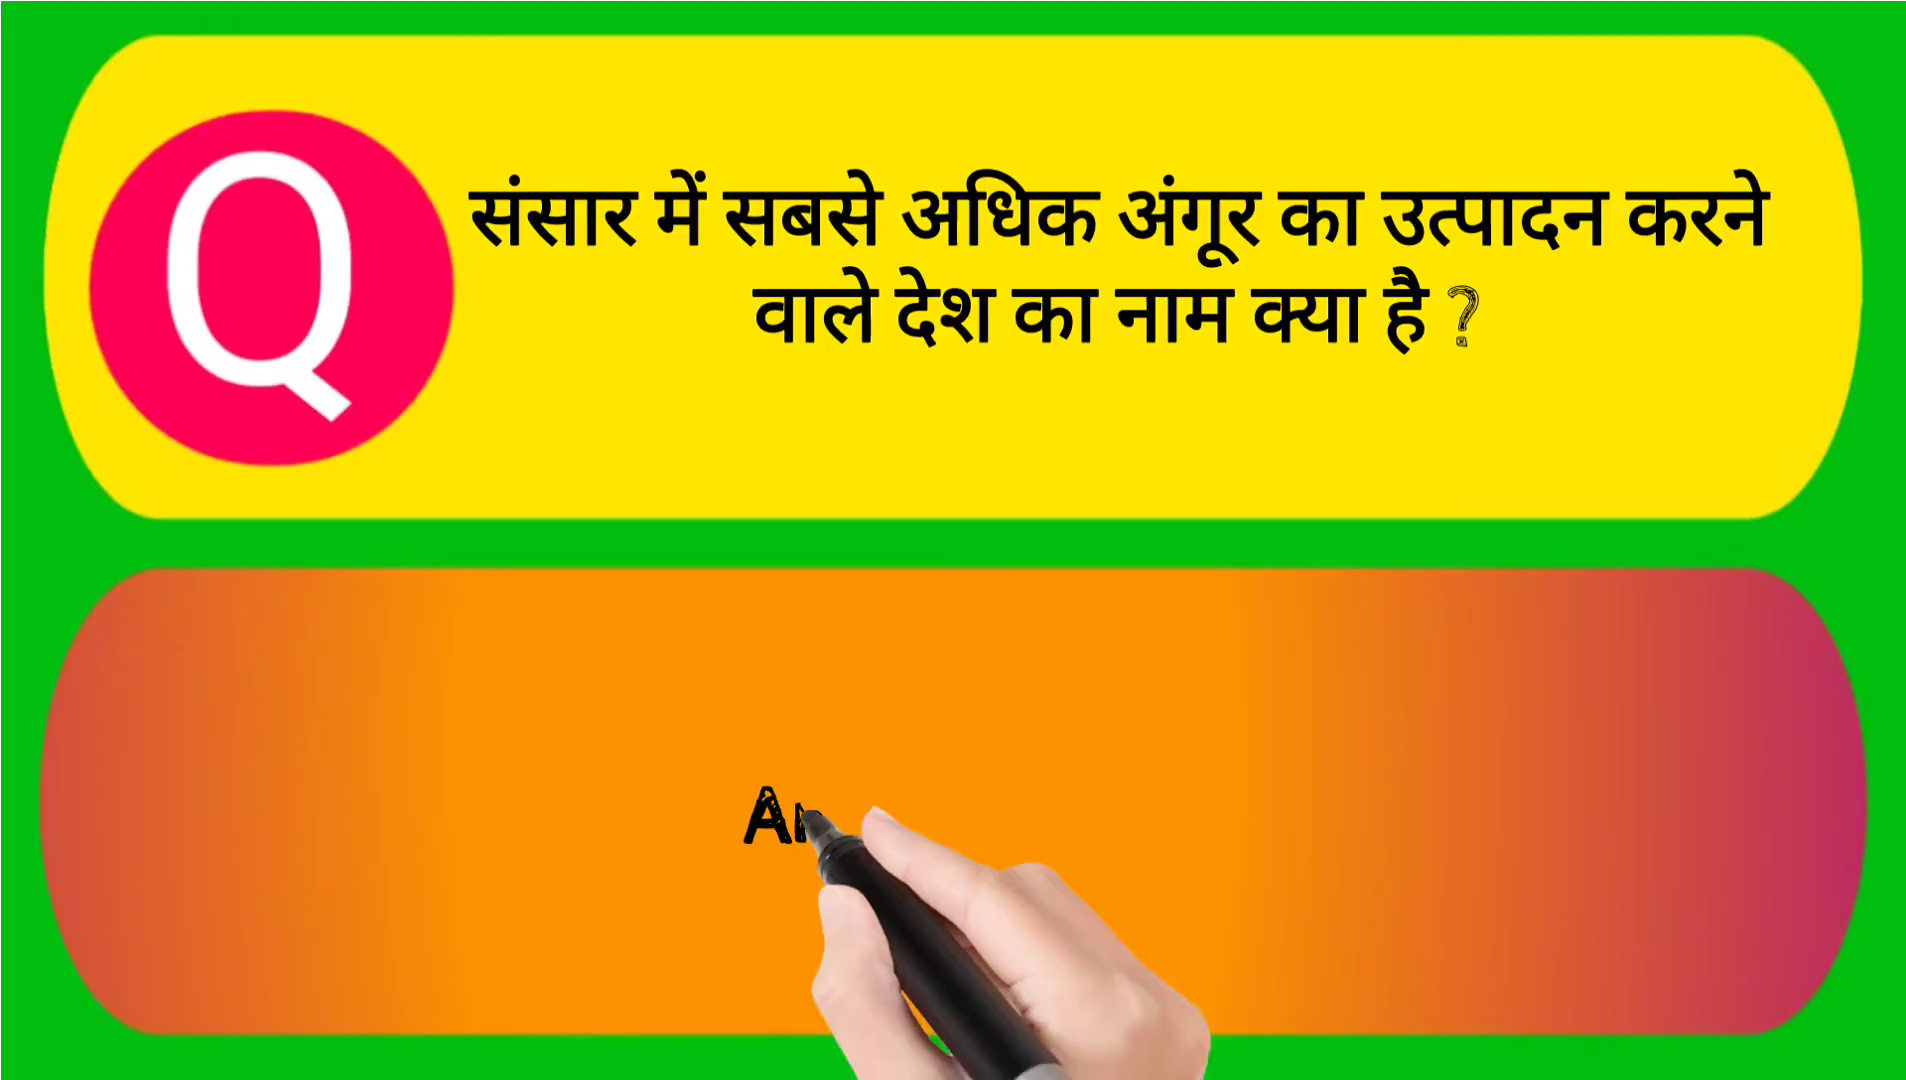 Q
संसार में सबसे अधिक अंगूर का उत्पादन करने
वाले देश का नाम क्या है ?